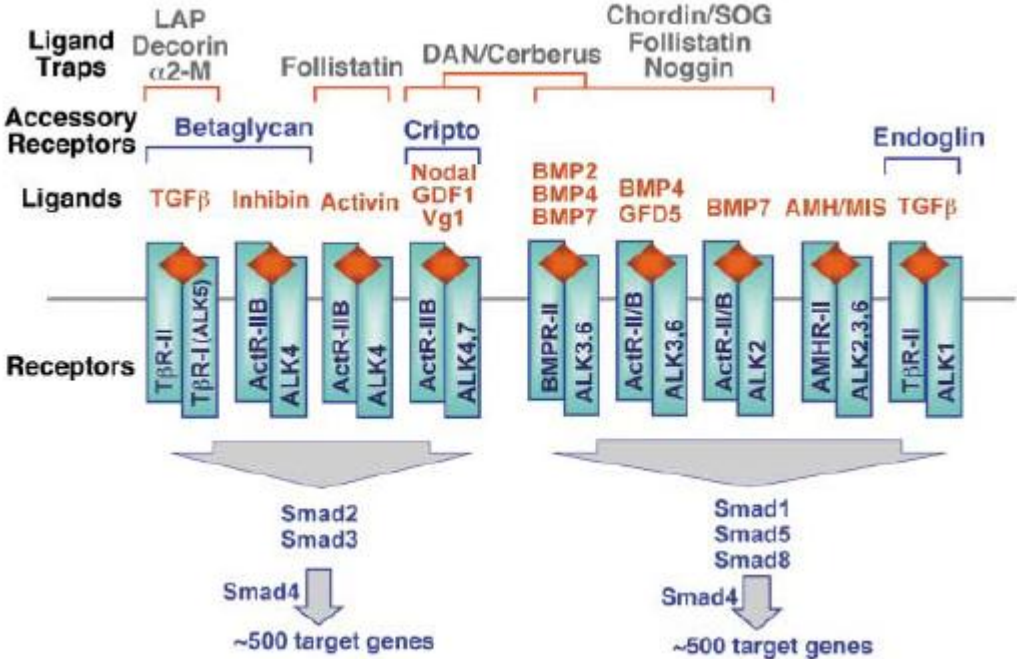 Ligand
Traps
LAP
Decorin
α2-M
Follistatin
DAN/Cerberus
Chordin/SOG
Follistatin
Noggin
Accessory
Receptors
Betaglycan
Cripto
Endoglin
Ligands
TGFβ
Inhibin
Activin
Nodal
GDF1
Vg1
BMP2
BMP4
BMP7
BMP4
GFD5
BMP7
AMH/MIS
TGFβ
Receptors
TβR-II
TβR-I (ALK5)
ActR-IIB
ALK4
ActR-IIB
ALK4
ActR-IIB
ALK4,7
BMPR-II
ALK3,6
ActR-II/B
ALK3,6
ActR-II/B
ALK2
AMHR-II
ALK2,3,6
TβR-II
ALK1
Smad2
Smad3
Smad4
~500 target genes
Smad1
Smad5
Smad8
Smad4
~500 target genes